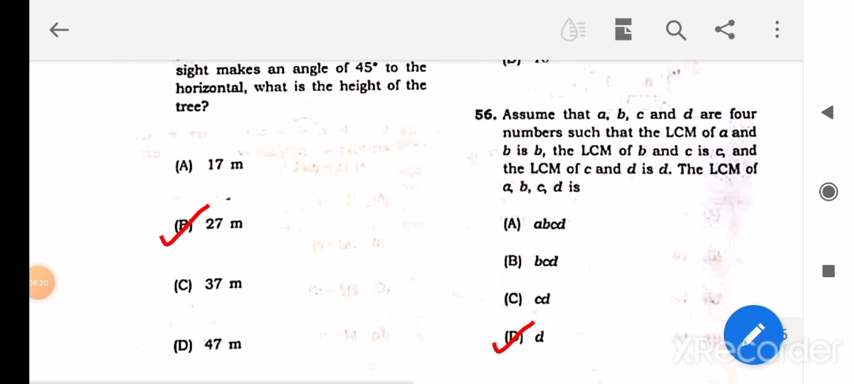 sight makes an angle of 45° to the
horizontal, what is the height of the
tree?
(A) 17 m
(B) 27 m
(C) 37 m
(D) 47 m
56. Assume that a, b, c and d are four
numbers such that the LCM of a and
b is b, the LCM of b and c is c, and
the LCM of c and d is d. The LCM of
a, b, c, d is
(A) abcd
(B) bcd
(C) cd
(D) d
XRecorder